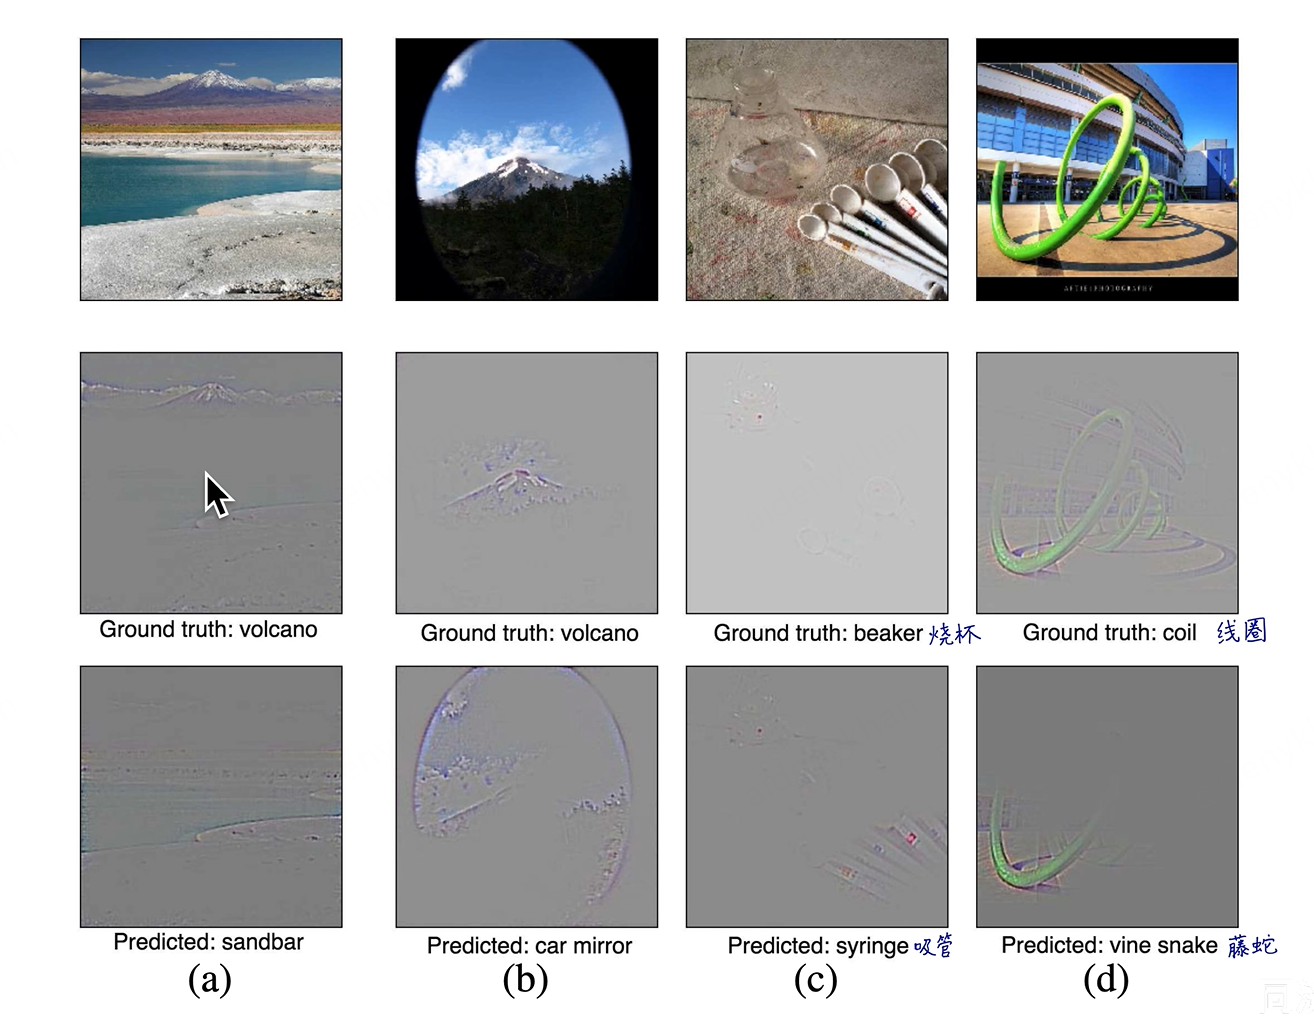 Ground truth: volcano
Ground truth: volcano
Ground truth: beaker 烧杯
Ground truth: coil 线圈
Predicted: sandbar
Predicted: car mirror
Predicted: syringe 吸管
Predicted: vine snake 藤蛇
(a)
(b)
(c)
(d)